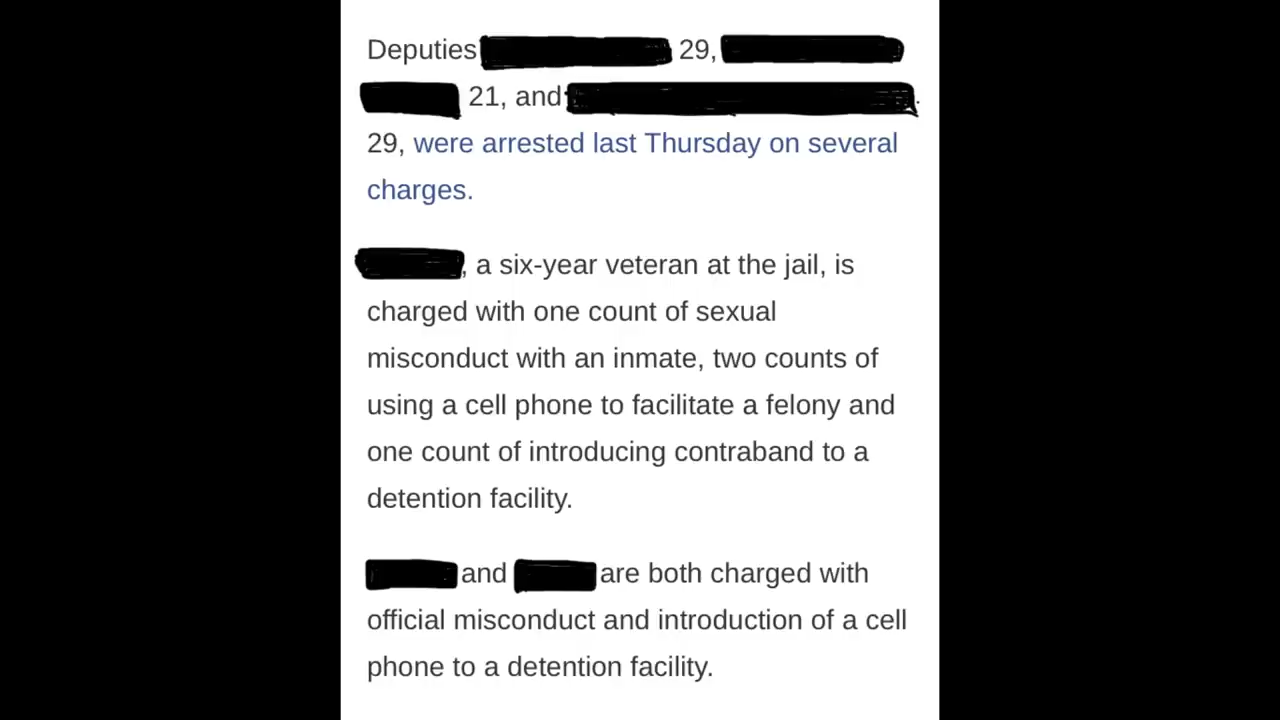 Deputies 29,
21, and
29, were arrested last Thursday on several
charges.
, a six-year veteran at the jail, is
charged with one count of sexual
misconduct with an inmate, two counts of
using a cell phone to facilitate a felony and
one count of introducing contraband to a
detention facility.
and are both charged with
official misconduct and introduction of a cell
phone to a detention facility.